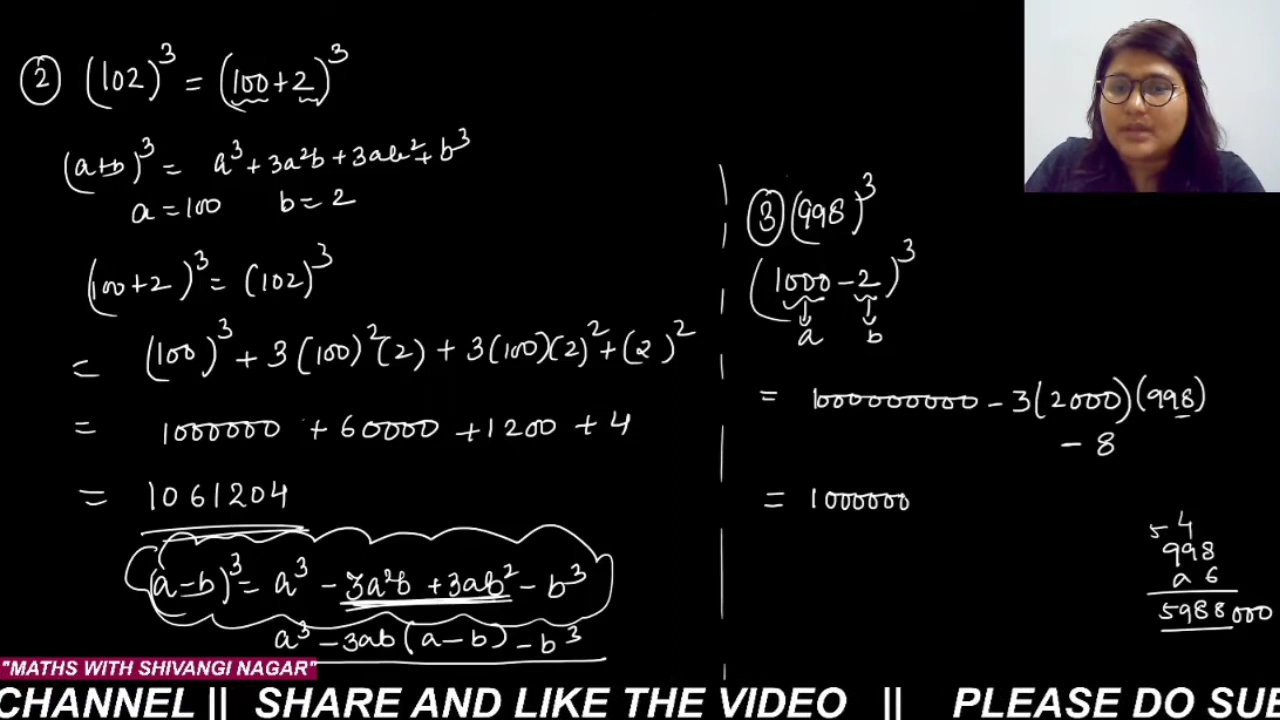 ② (102)³ = (100+2)³
(a+b)³ = a³ + 3a²b + 3ab² + b³
a = 100 b = 2
(100+2)³ = (102)³
= (100)³ + 3(100)²(2) + 3(100)(2)² + (2)²
= 1000000 + 60000 + 1200 + 4
= 1061204
(a-b)³ = a³ - 3a²b + 3ab² - b³
a³ - 3ab(a-b) - b³
③ (998)³
(1000 - 2)³
a b
= 1000000000 - 3(2000)(998)
- 8
= 1000000
5 4
998
a 6
5988000
"MATHS WITH SHIVANGI NAGAR"
CHANNEL || SHARE AND LIKE THE VIDEO || PLEASE DO SUB